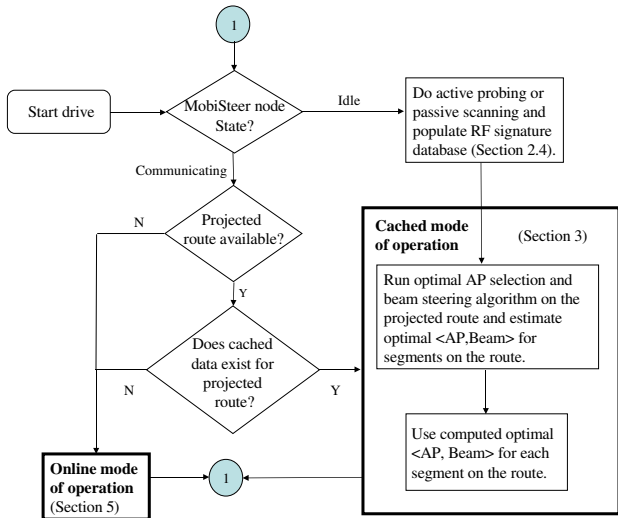 1
Start drive
MobiSteer node
State?
Idle
Do active probing or
passive scanning and
populate RF signature
database (Section 2.4).
Communicating
N
Projected
route available?
Y
Cached mode
of operation
(Section 3)
Run optimal AP selection and
beam steering algorithm on the
projected route and estimate
optimal <AP,Beam> for
segments on the route.
Does cached
data exist for
projected
route?
N
Y
Use computed optimal
<AP, Beam> for each
segment on the route.
Online mode
of operation
(Section 5)
1